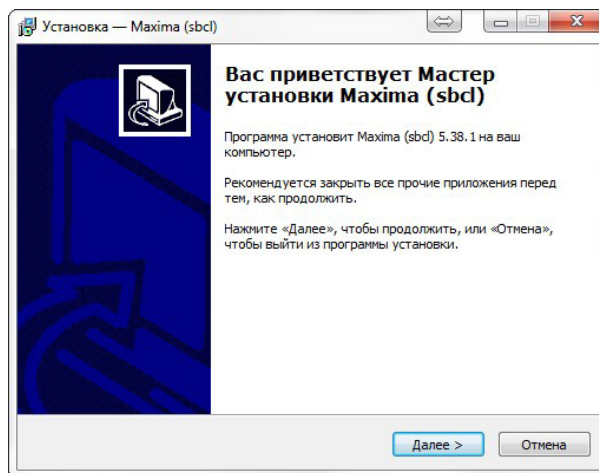 Установка — Maxima (sbcl)
Вас приветствует Мастер
установки Maxima (sbcl)
Программа установит Maxima (sbcl) 5.38.1 на ваш
компьютер.
Рекомендуется закрыть все прочие приложения перед
тем, как продолжить.
Нажмите «Далее», чтобы продолжить, или «Отмена»,
чтобы выйти из программы установки.
Далее >
Отмена